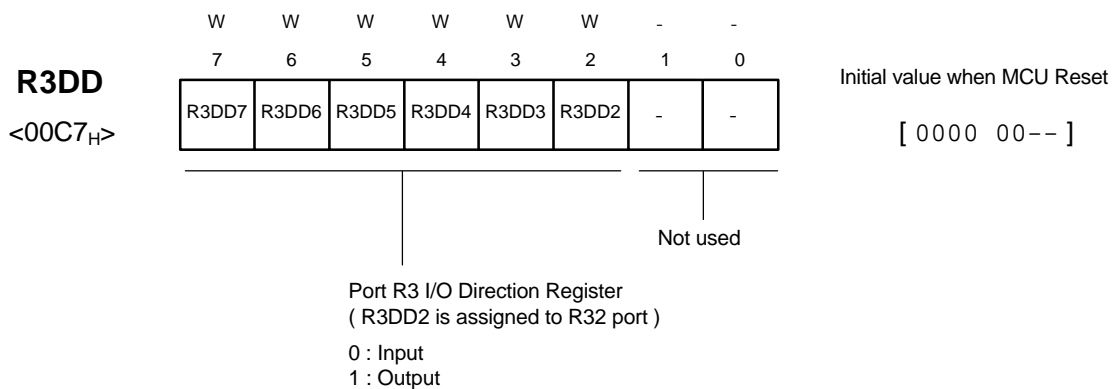 W W W W W W - -
7 6 5 4 3 2 1 0
R3DD
<00C7H>
R3DD7 R3DD6 R3DD5 R3DD4 R3DD3 R3DD2 - -
Initial value when MCU Reset
[ 0000 00-- ]
Not used
Port R3 I/O Direction Register
( R3DD2 is assigned to R32 port )
0 : Input
1 : Output